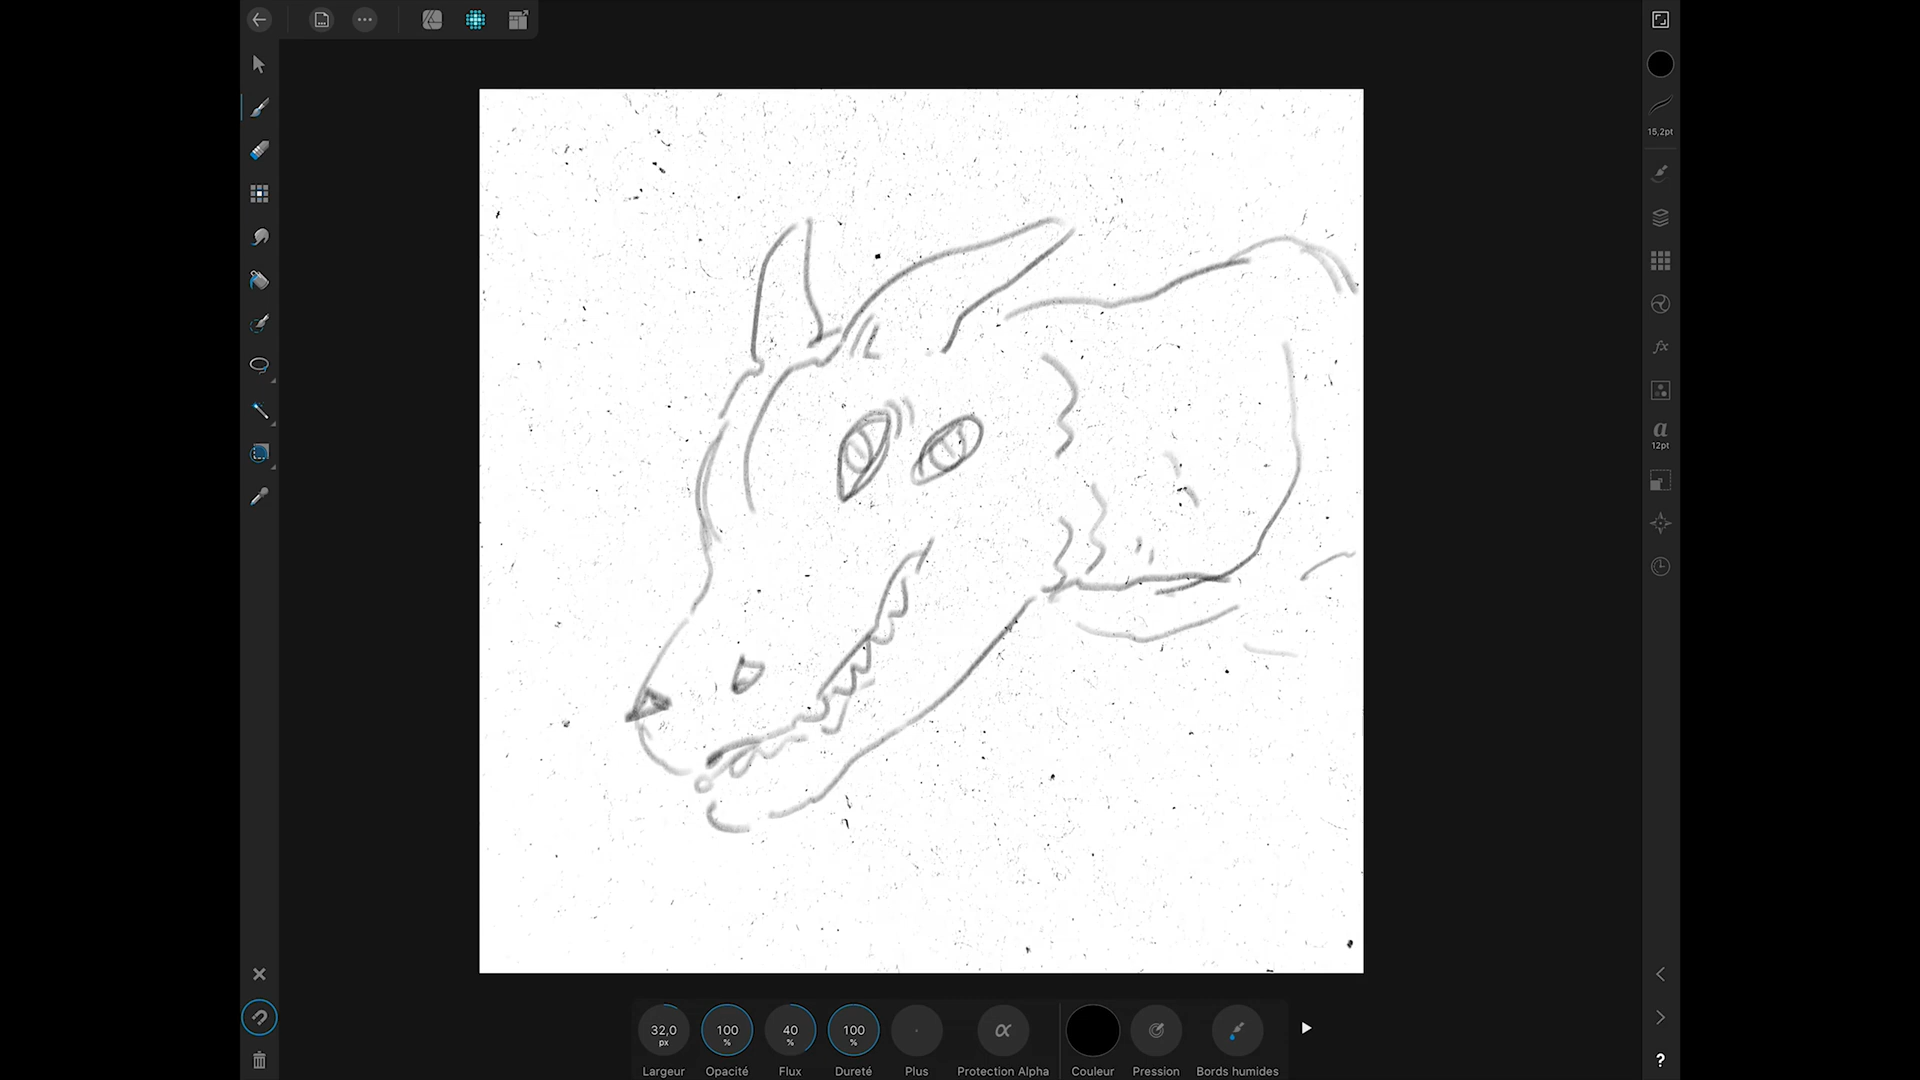 15,2pt
fx
a
12pt
32,0
px
100
%
40
%
100
%
α
Largeur
Opacité
Flux
Dureté
Plus
Protection Alpha
Couleur
Pression
Bords humides
?